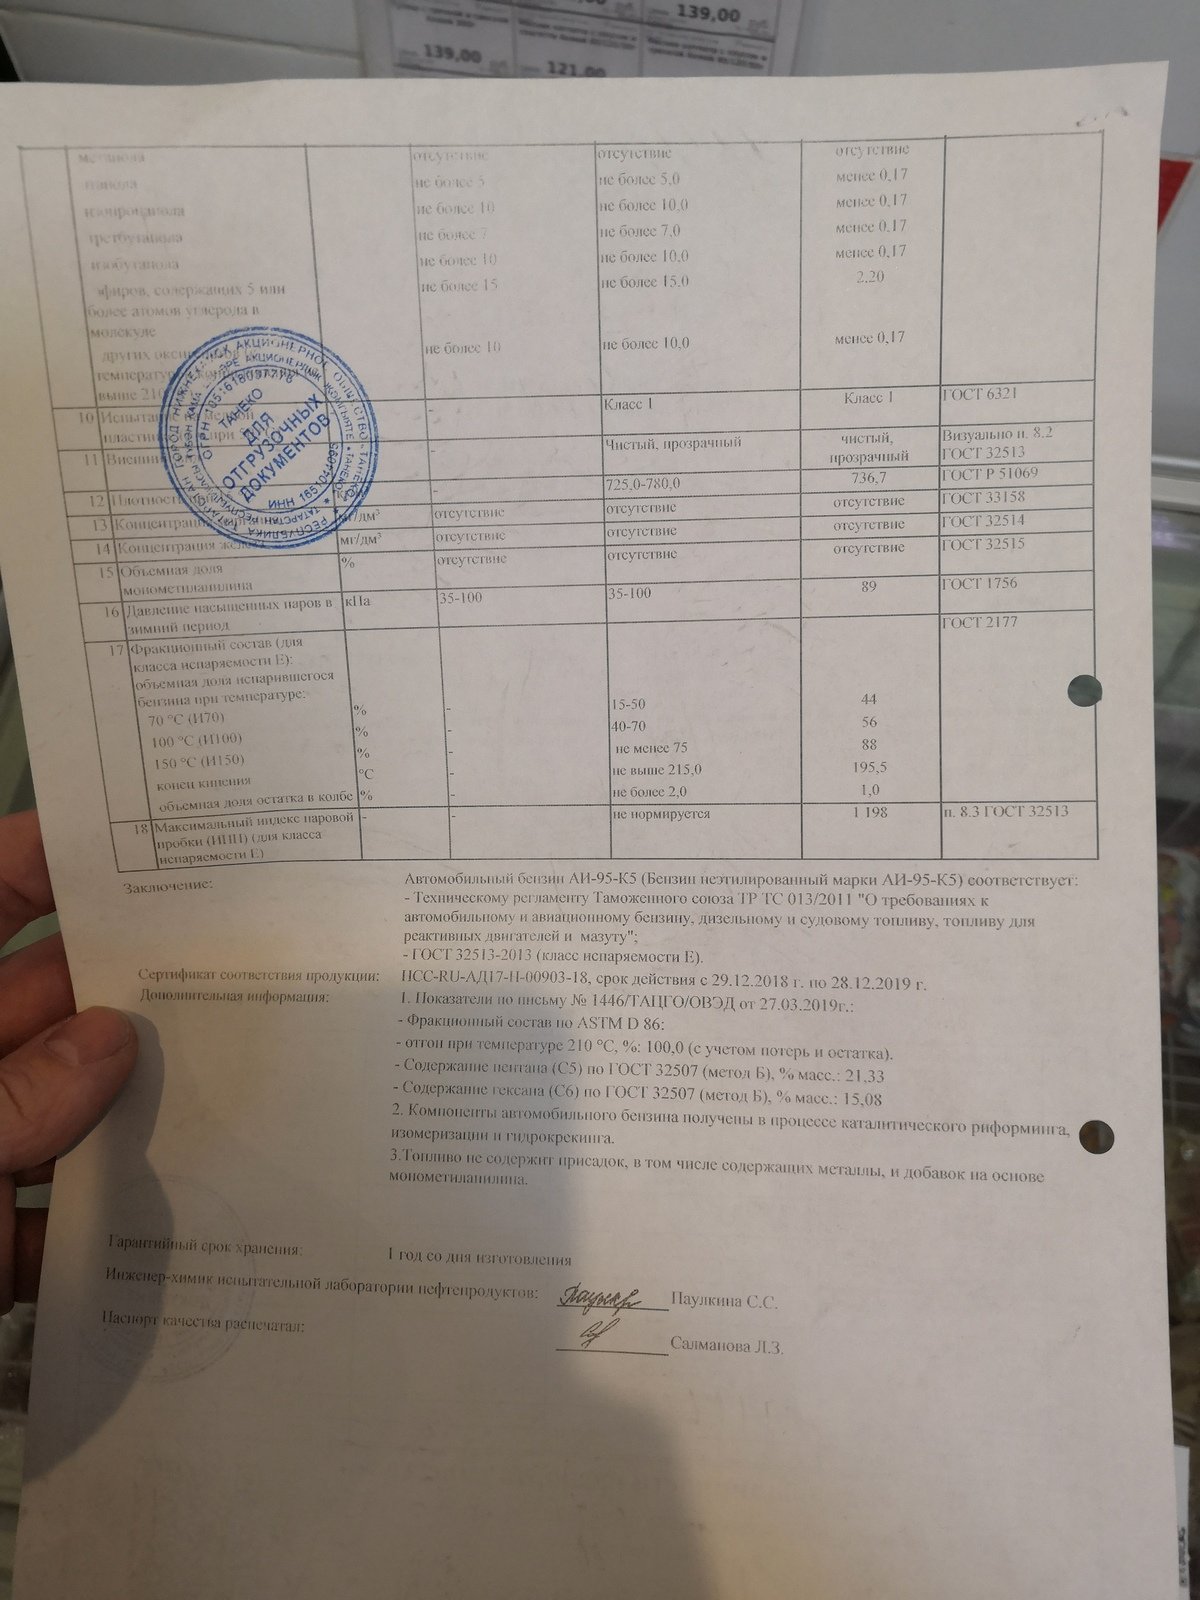 139,00
139,00
121,00
метанола отсутствие отсутствие отсутствие
не более 5 не более 5,0 менее 0,17
изопропанола не более 10 не более 10,0 менее 0,17
третбутанола не более 7 не более 7,0 менее 0,17
изобутанола не более 10 не более 10,0 менее 0,17
эфиров, содержащих 5 или не более 15 не более 15,0 2,20
более атомов углерода в
молекуле
других не более 10 не более 10,0 менее 0,17
выше 210
10 - Класс 1 Класс 1 ГОСТ 6321
11 - Чистый, прозрачный чистый, прозрачный Визуально п. 8.2 ГОСТ 32513
12 - 725,0-780,0 736,7 ГОСТ Р 51069
13 Концентрация мг/дм³ отсутствие отсутствие отсутствие ГОСТ 33158
14 Концентрация железа мг/дм³ отсутствие отсутствие отсутствие ГОСТ 32514
15 Объемная доля % отсутствие отсутствие отсутствие ГОСТ 32515
монометиланилина
16 Давление насыщенных паров в кПа 35-100 35-100 89 ГОСТ 1756
зимний период
17 Фракционный состав (для ГОСТ 2177
класса испаряемости Е):
объемная доля испарившегося
бензина при температуре:
70 °С (И70) % - 15-50 44
100 °С (И100) % - 40-70 56
150 °С (И150) % - не менее 75 88
конец кипения °С - не выше 215,0 195,5
объемная доля остатка в колбе % - не более 2,0 1,0
18 Максимальный индекс паровой - - не нормируется 1 198 п. 8.3 ГОСТ 32513
пробки (ИПП) (для класса
испаряемости Е)
ТАНЕКО
ДЛЯ
ОТГРУЗОЧНЫХ
ДОКУМЕНТОВ
Заключение: Автомобильный бензин АИ-95-К5 (Бензин неэтилированный марки АИ-95-К5) соответствует:
- Техническому регламенту Таможенного союза ТР ТС 013/2011 "О требованиях к
автомобильному и авиационному бензину, дизельному и судовому топливу, топливу для
реактивных двигателей и мазуту";
- ГОСТ 32513-2013 (класс испаряемости Е).
Сертификат соответствия продукции: НСС-RU-АД17-Н-00903-18, срок действия с 29.12.2018 г. по 28.12.2019 г.
Дополнительная информация: 1. Показатели по письму № 1446/ТАЦГО/ОВЭД от 27.03.2019г.:
- Фракционный состав по ASTM D 86:
- отгон при температуре 210 °С, %: 100,0 (с учетом потерь и остатка).
- Содержание пентана (С5) по ГОСТ 32507 (метод Б), % масс.: 21,33
- Содержание гексана (С6) по ГОСТ 32507 (метод Б), % масс.: 15,08
2. Компоненты автомобильного бензина получены в процессе каталитического риформинга,
изомеризации и гидрокрекинга.
3.Топливо не содержит присадок, в том числе содержащих металлы, и добавок на основе
монометиланилина.
Гарантийный срок хранения: 1 год со дня изготовления
Инженер-химик испытательной лаборатории нефтепродуктов: Паулкина С.С.
Паспорт качества распечатал: Салманова Л.З.